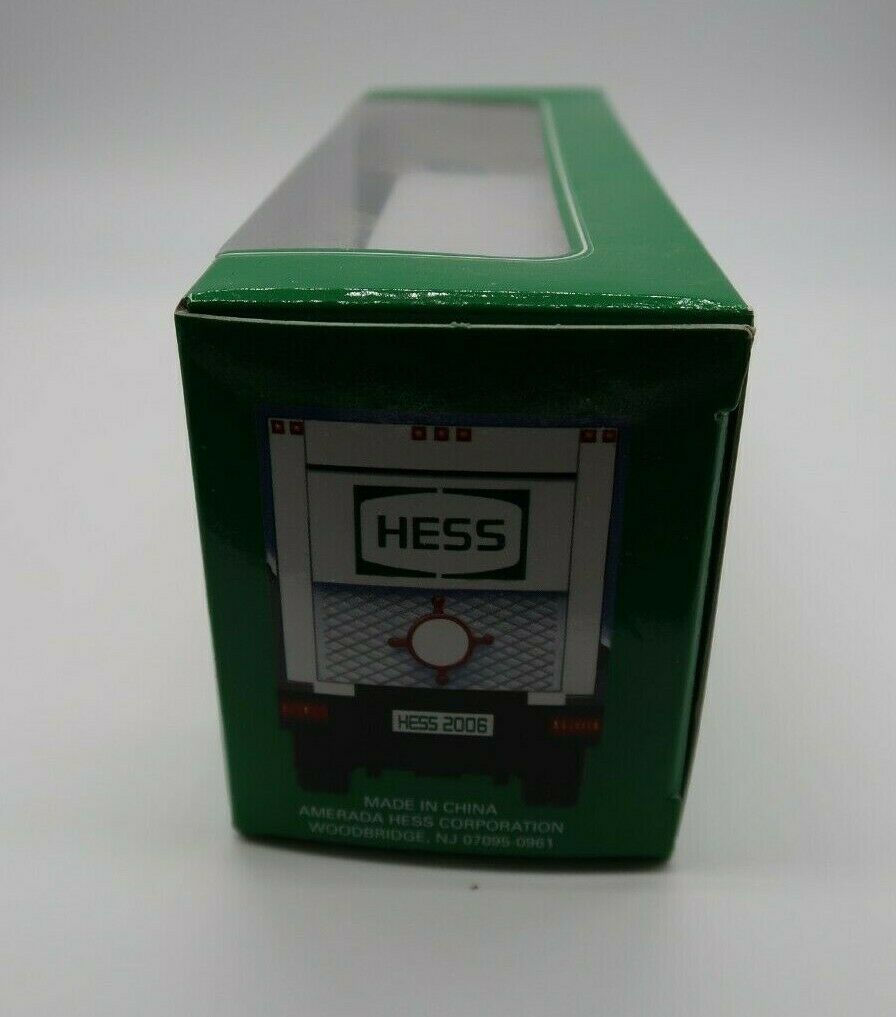 HESS
HESS 2006
MADE IN CHINA
AMERADA HESS CORPORATION
WOODBRIDGE, NJ 07095-0961